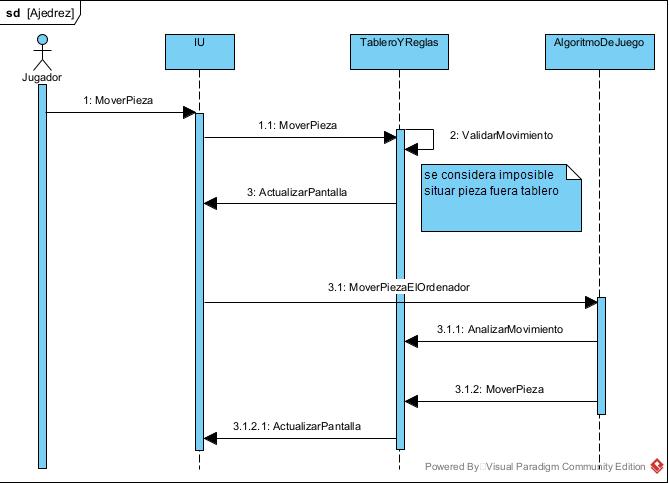 sd [Ajedrez]
IU
TableroYReglas
AlgoritmoDeJuego
Jugador
1: MoverPieza
1.1: MoverPieza
2: ValidarMovimiento
se considera imposible
situar pieza fuera tablero
3: ActualizarPantalla
3.1: MoverPiezaElOrdenador
3.1.1: AnalizarMovimiento
3.1.2: MoverPieza
3.1.2.1: ActualizarPantalla
Powered By Visual Paradigm Community Edition